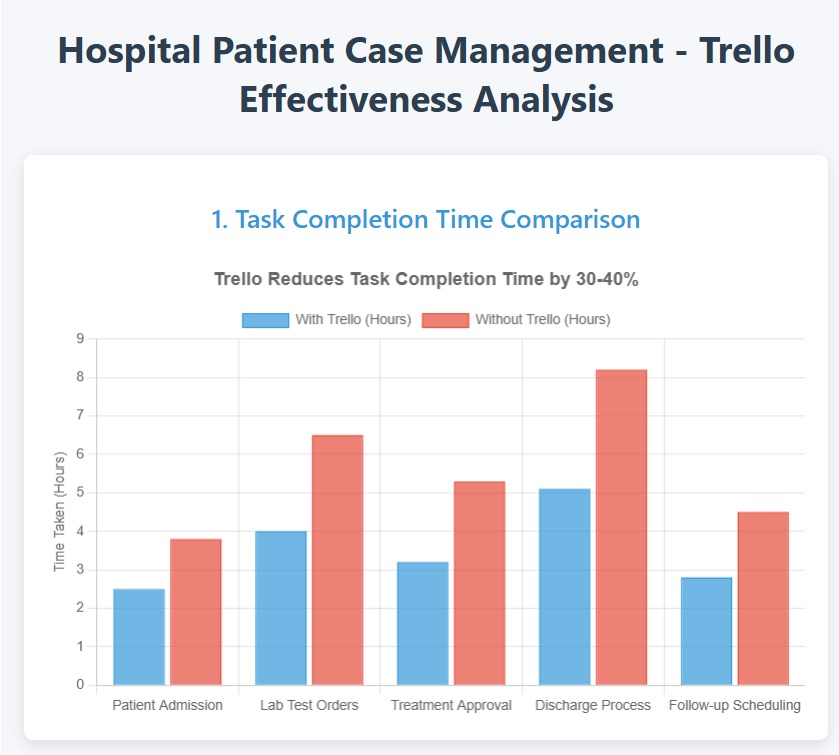 Hospital Patient Case Management - Trello
Effectiveness Analysis
1. Task Completion Time Comparison
Trello Reduces Task Completion Time by 30-40%
With Trello (Hours) Without Trello (Hours)
9
8
7
6
5
4
3
2
1
0
Time Taken (Hours)
Patient Admission Lab Test Orders Treatment Approval Discharge Process Follow-up Scheduling